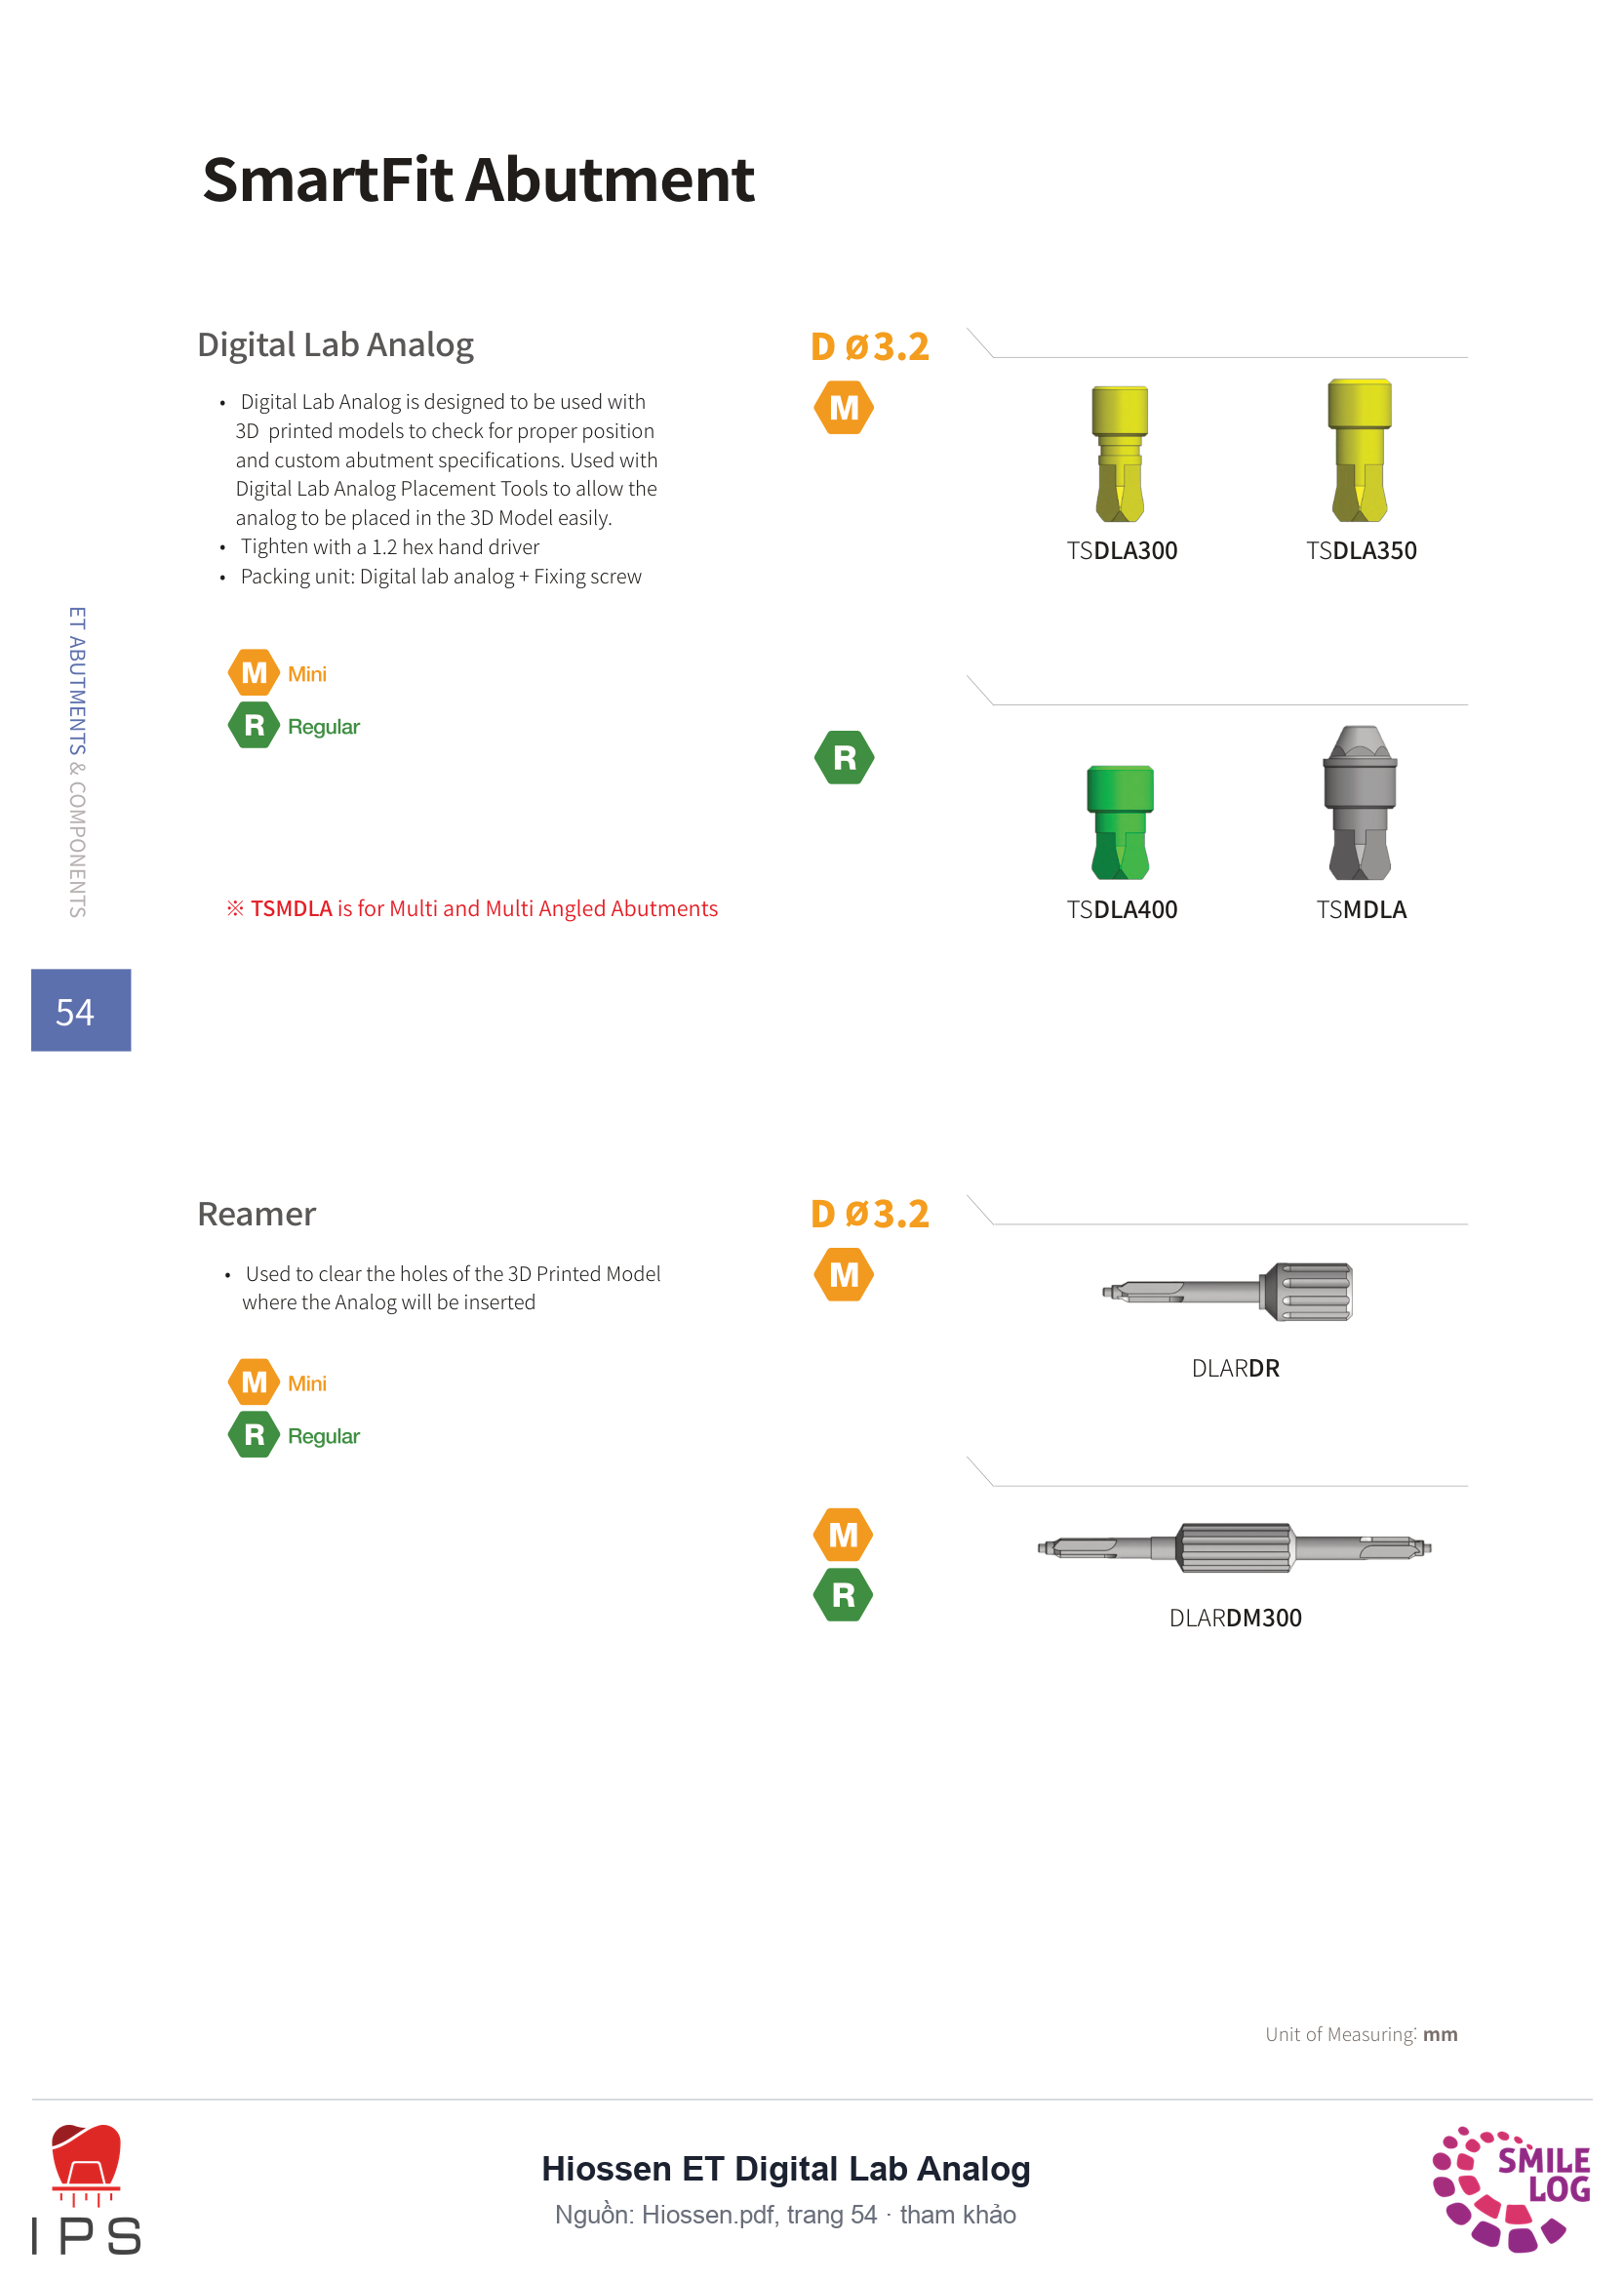 SmartFit Abutment
Digital Lab Analog
• Digital Lab Analog is designed to be used with
3D printed models to check for proper position
and custom abutment specifications. Used with
Digital Lab Analog Placement Tools to allow the
analog to be placed in the 3D Model easily.
• Tighten with a 1.2 hex hand driver
• Packing unit: Digital lab analog + Fixing screw
M Mini
R Regular
※ TSMDLA is for Multi and Multi Angled Abutments
D Ø3.2
M
TSDLA300 TSDLA350
R
TSDLA400 TSMDLA
ET ABUTMENTS & COMPONENTS
54
Reamer
• Used to clear the holes of the 3D Printed Model
where the Analog will be inserted
M Mini
R Regular
D Ø3.2
M
DLARDR
M
R
DLARDM300
Unit of Measuring: mm
IPS
Hiossen ET Digital Lab Analog
Nguồn: Hiossen.pdf, trang 54 · tham khảo
SMILE
LOG